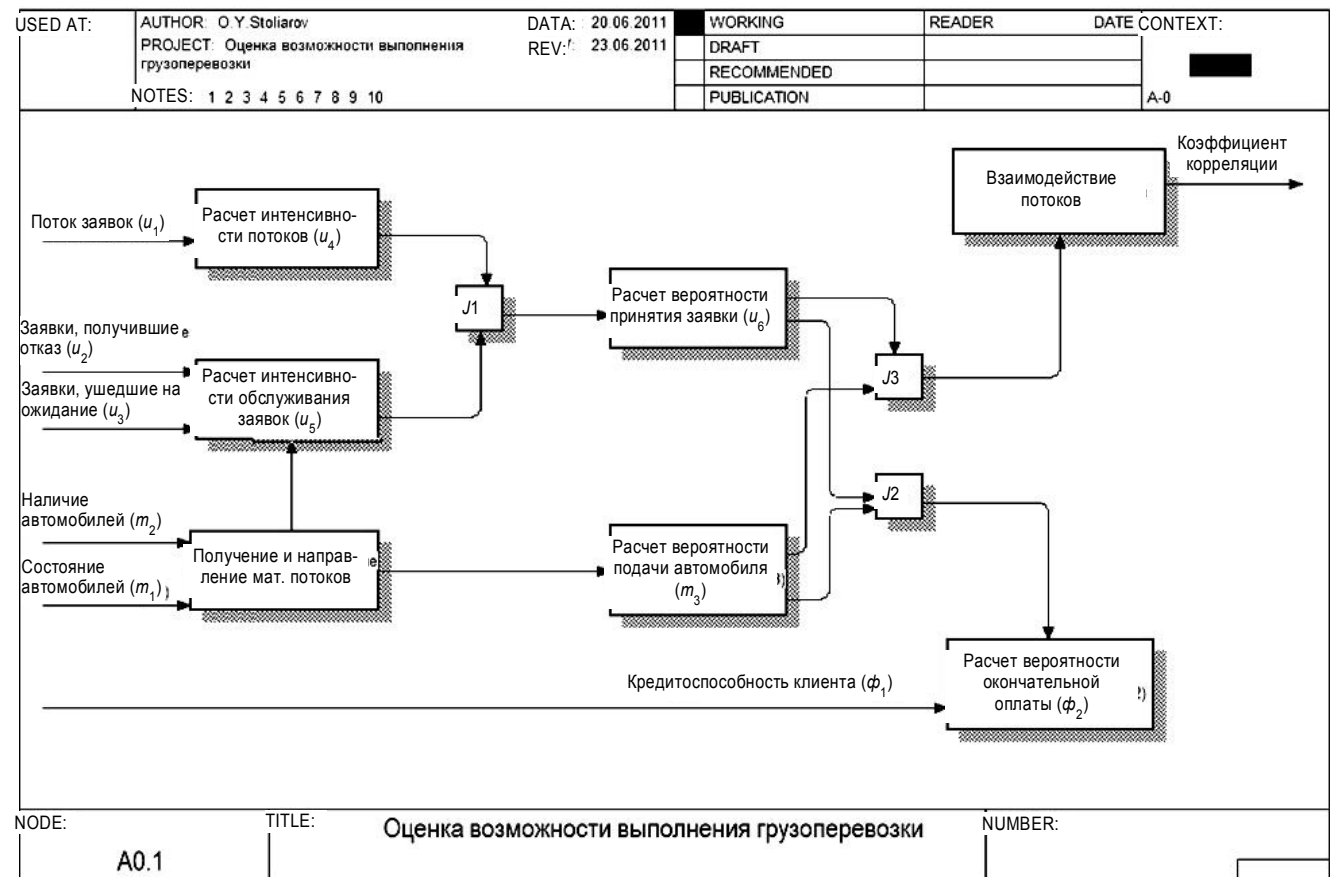 USED AT:
AUTHOR: O.Y.Stoliarov
DATA: 20.06.2011
PROJECT: Оценка возможности выполнения
грузоперевозки
REV: 23.06.2011
NOTES: 1 2 3 4 5 6 7 8 9 10
WORKING
DRAFT
RECOMMENDED
PUBLICATION
READER
DATE
CONTEXT:
A-0
Коэффициент
корреляции
Взаимодействие
потоков
Поток заявок (u₁)
Расчет интенсивно-
сти потоков (u₄)
J1
Расчет вероятности
принятия заявки (u₆)
Заявки, получившие
отказ (u₂)
Заявки, ушедшие на
ожидание (u₃)
Расчет интенсивно-
сти обслуживания
заявок (u₅)
J3
J2
Наличие
автомобилей (m₂)
Состояние
автомобилей (m₁)
Получение и направ-
ление мат. потоков
Расчет вероятности
подачи автомобиля
(m₃)
Кредитоспособность клиента (ф₁)
Расчет вероятности
окончательной
оплаты (ф₂)
NODE:
A0.1
TITLE:
Оценка возможности выполнения грузоперевозки
NUMBER: